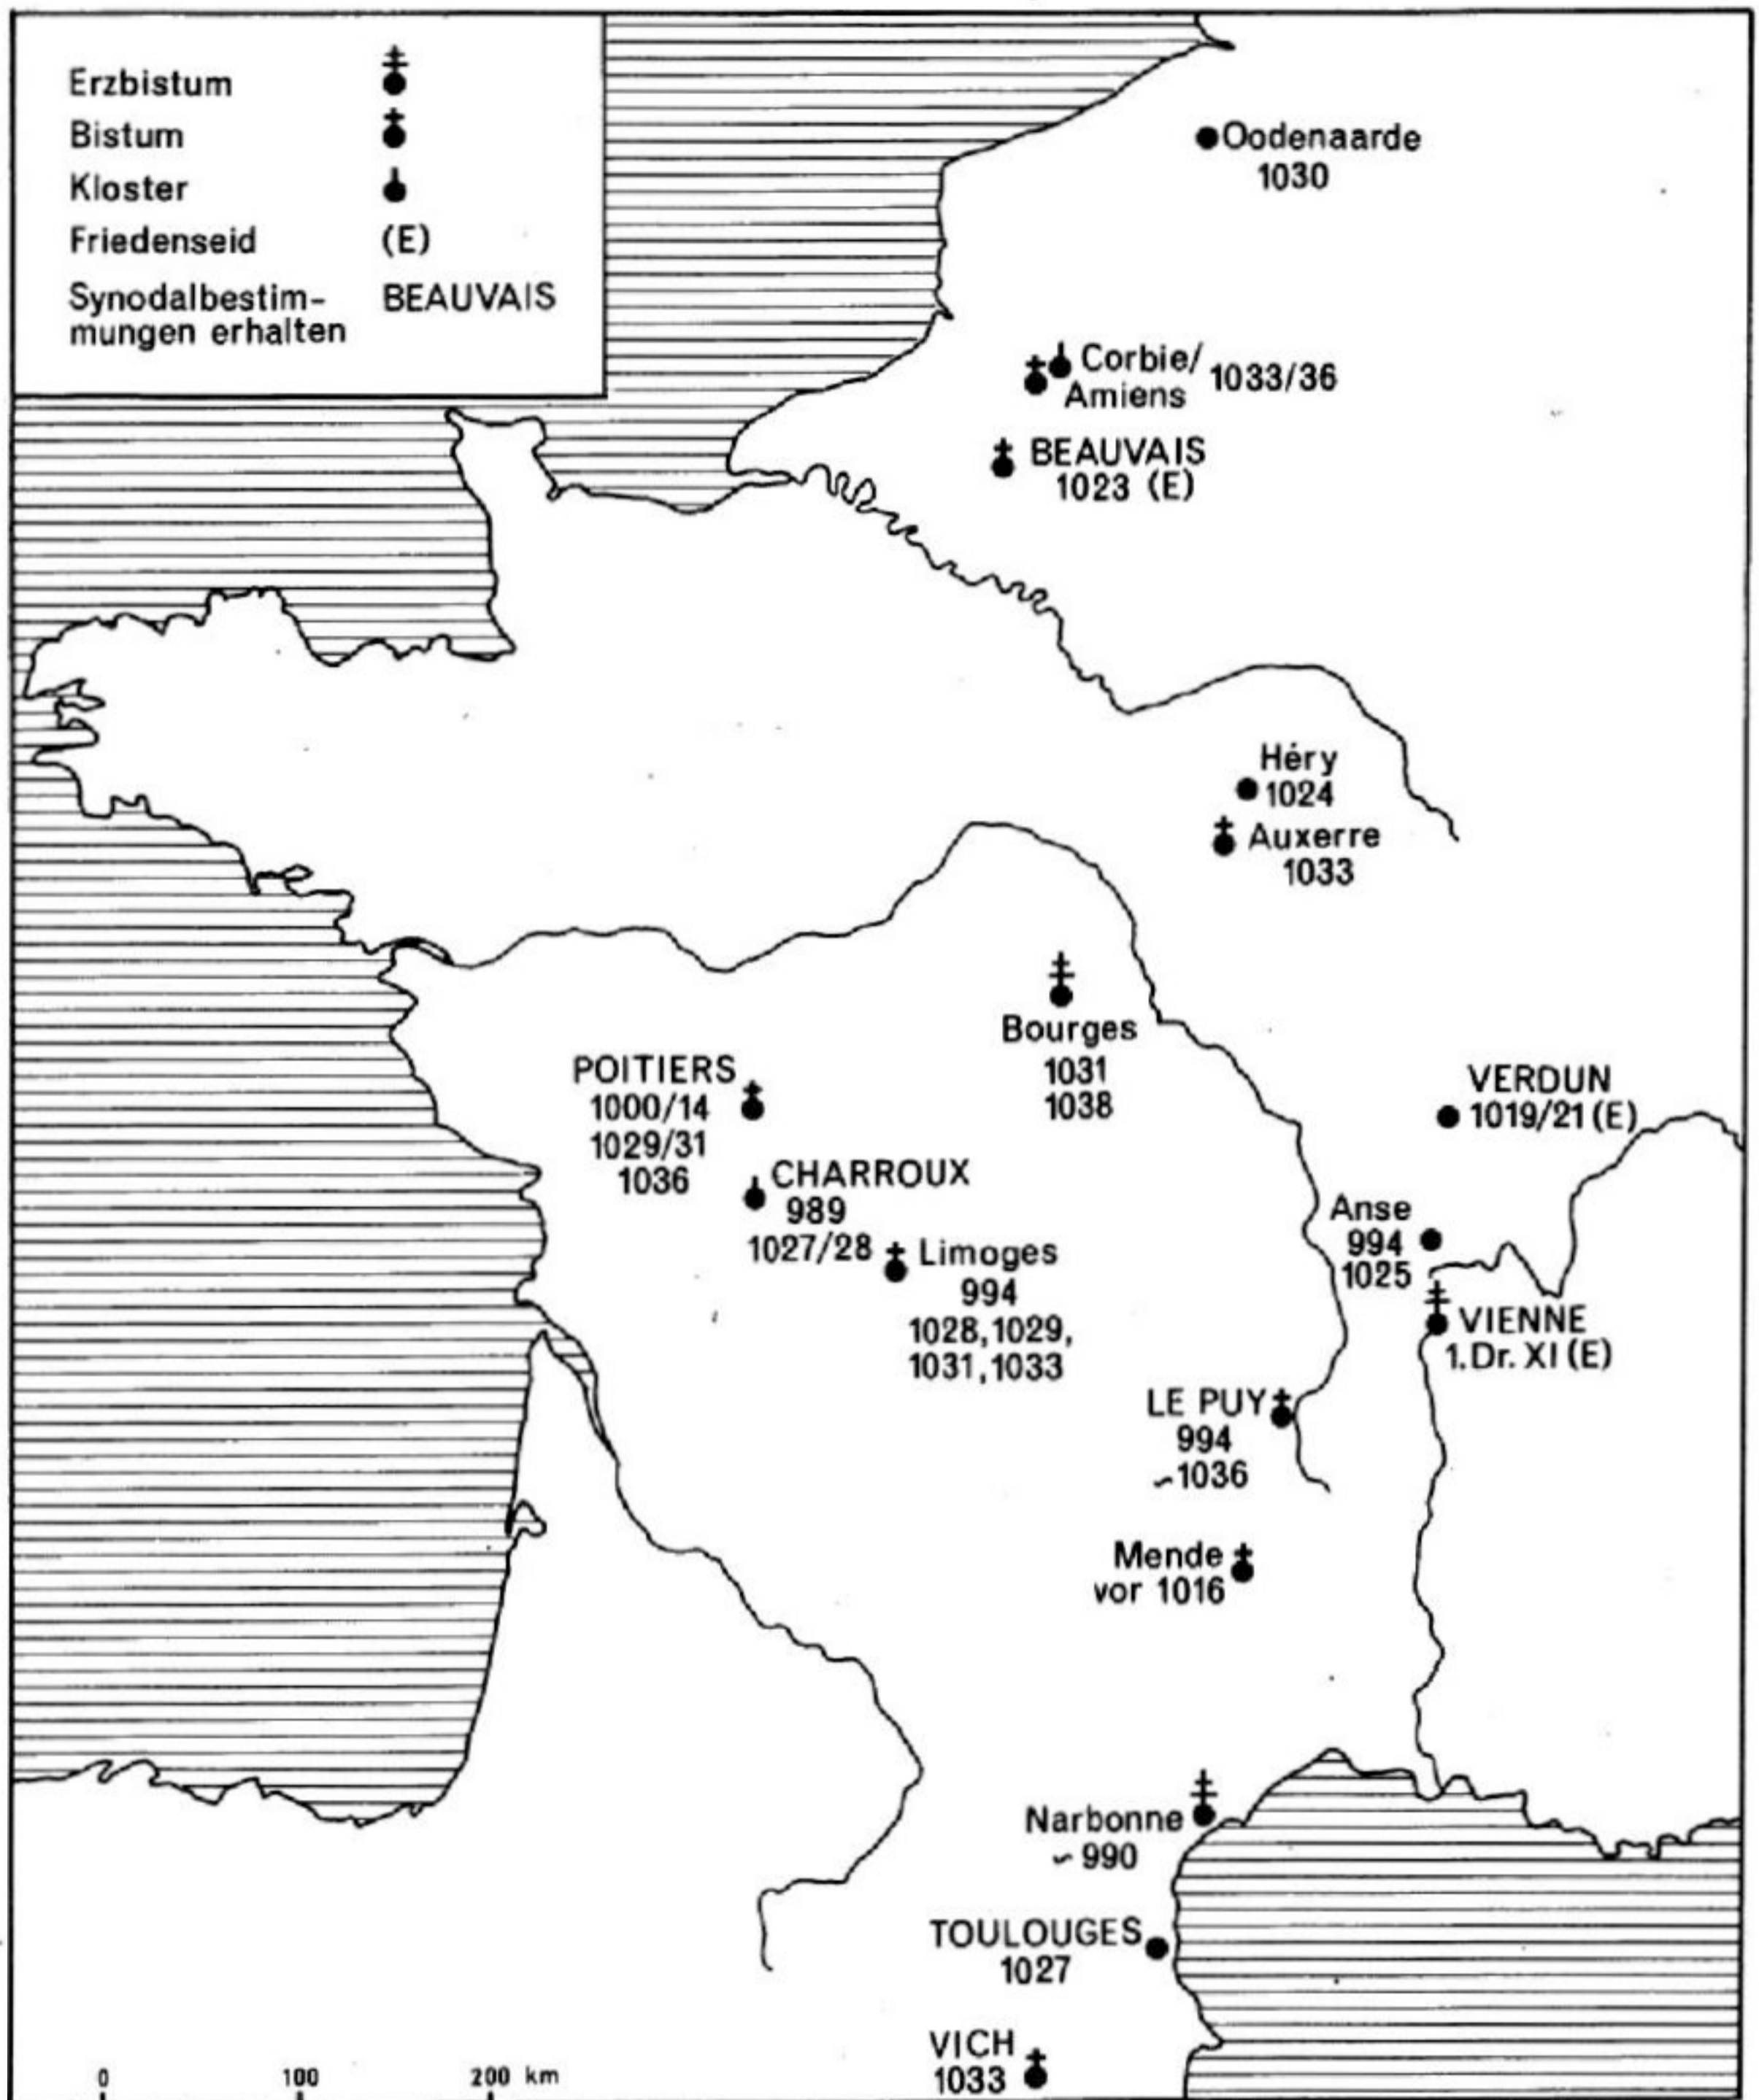 Erzbistum
Bistum
Kloster
Friedenseid (E)
Synodalbestim- BEAUVAIS
mungen erhalten
Oodenaarde
1030
Corbie/
Amiens 1033/36
BEAUVAIS
1023 (E)
Héry
1024
Auxerre
1033
Bourges
1031
1038
POITIERS
1000/14
1029/31
1036
CHARROUX
989
1027/28
Limoges
994
1028,1029,
1031,1033
VERDUN
1019/21 (E)
Anse
994
1025
VIENNE
1.Dr. XI (E)
LE PUY
994
~1036
Mende
vor 1016
Narbonne
~990
TOULOUGES
1027
VICH
1033
0 100 200 km